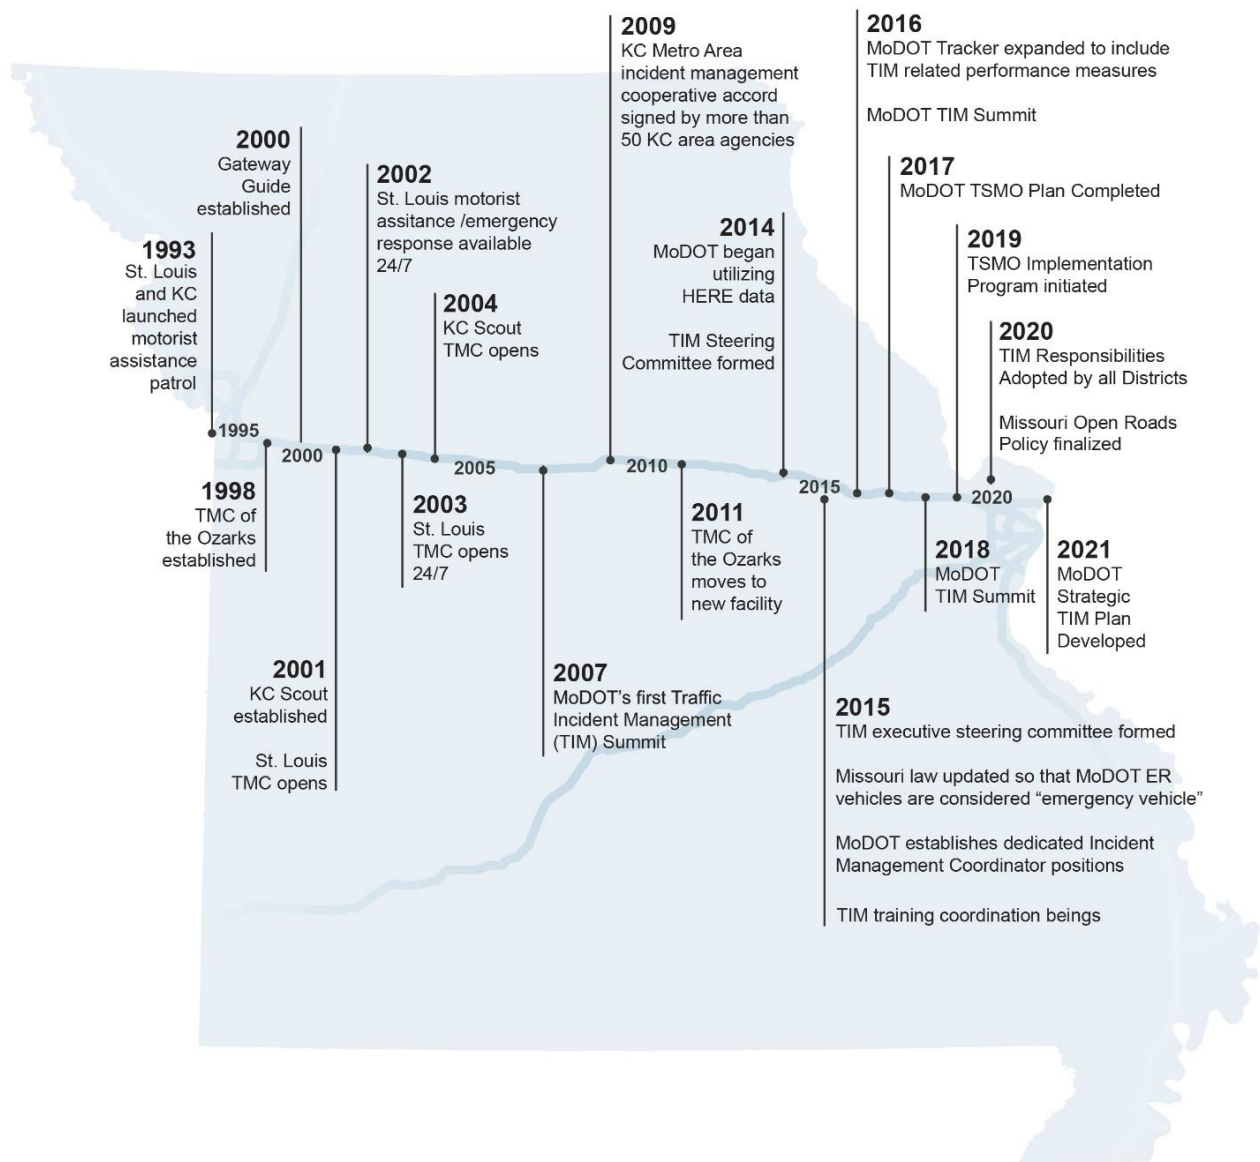 1993
St. Louis
and KC
launched
motorist
assistance
patrol
1995
1998
TMC of
the Ozarks
established
2000
Gateway
Guide
established
2000
2001
KC Scout
established
St. Louis
TMC opens
2002
St. Louis motorist
assitance /emergency
response available
24/7
2003
St. Louis
TMC opens
24/7
2004
KC Scout
TMC opens
2005
2007
MoDOT’s first Traffic
Incident Management
(TIM) Summit
2009
KC Metro Area
incident management
cooperative accord
signed by more than
50 KC area agencies
2010
2011
TMC of
the Ozarks
moves to
new facility
2014
MoDOT began
utilizing
HERE data
TIM Steering
Committee formed
2015
2015
TIM executive steering committee formed
Missouri law updated so that MoDOT ER
vehicles are considered “emergency vehicle”
MoDOT establishes dedicated Incident
Management Coordinator positions
TIM training coordination beings
2016
MoDOT Tracker expanded to include
TIM related performance measures
MoDOT TIM Summit
2017
MoDOT TSMO Plan Completed
2018
MoDOT
TIM Summit
2019
TSMO Implementation
Program initiated
2020
2020
TIM Responsibilities
Adopted by all Districts
Missouri Open Roads
Policy finalized
2021
MoDOT
Strategic
TIM Plan
Developed